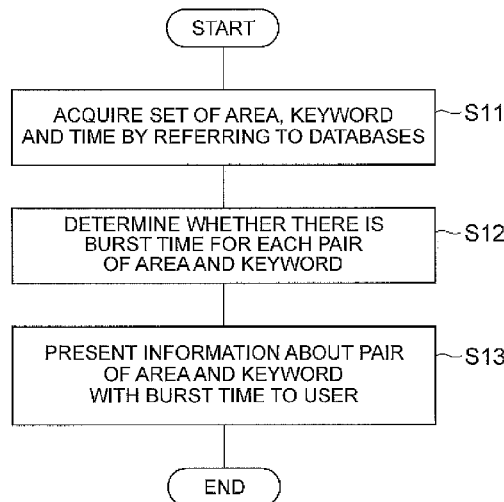 START
ACQUIRE SET OF AREA, KEYWORD
AND TIME BY REFERRING TO DATABASES
S11
DETERMINE WHETHER THERE IS
BURST TIME FOR EACH PAIR
OF AREA AND KEYWORD
S12
PRESENT INFORMATION ABOUT PAIR
OF AREA AND KEYWORD
WITH BURST TIME TO USER
S13
END